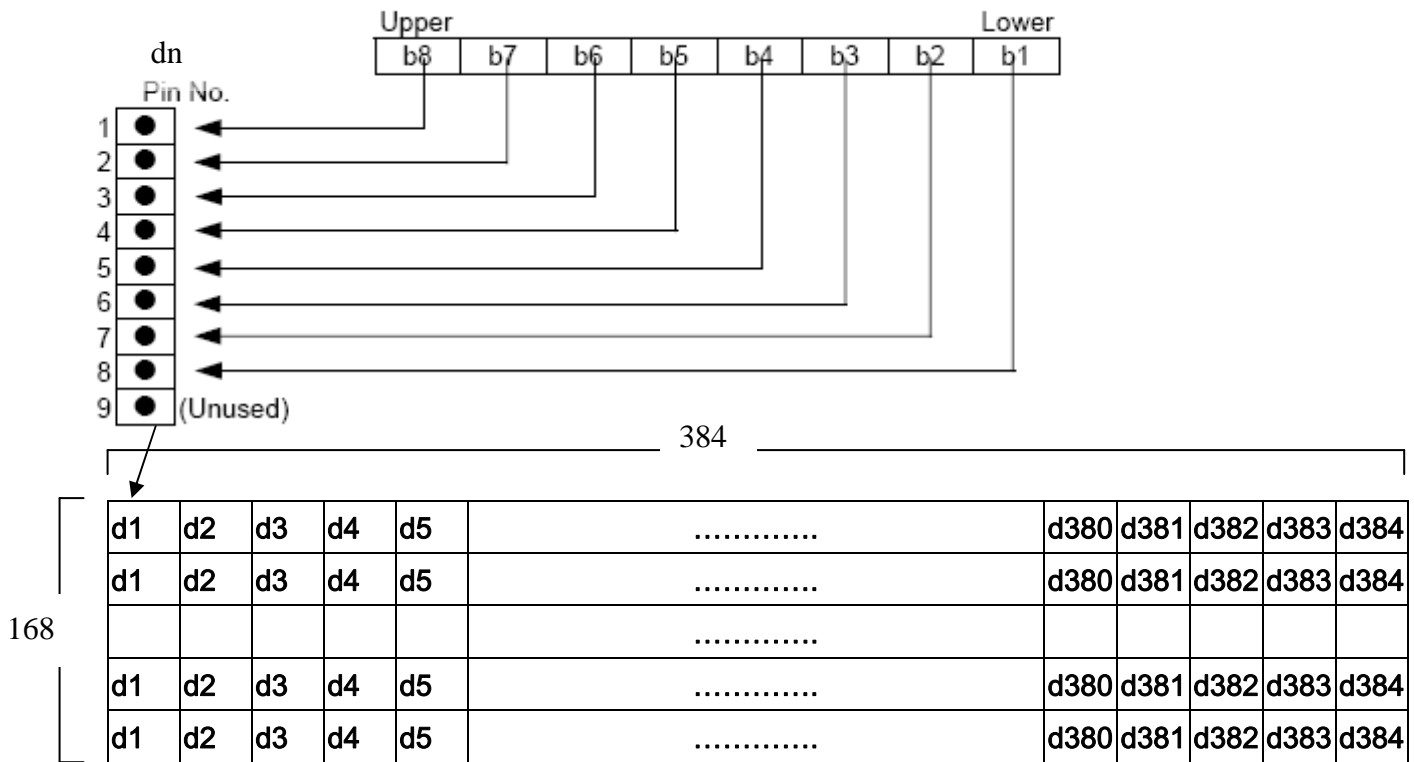 Upper Lower
dn b8 b7 b6 b5 b4 b3 b2 b1
Pin No.
1
2
3
4
5
6
7
8
9 (Unused)
384
d1 d2 d3 d4 d5 ............. d380 d381 d382 d383 d384
d1 d2 d3 d4 d5 ............. d380 d381 d382 d383 d384
168 .............
d1 d2 d3 d4 d5 ............. d380 d381 d382 d383 d384
d1 d2 d3 d4 d5 ............. d380 d381 d382 d383 d384